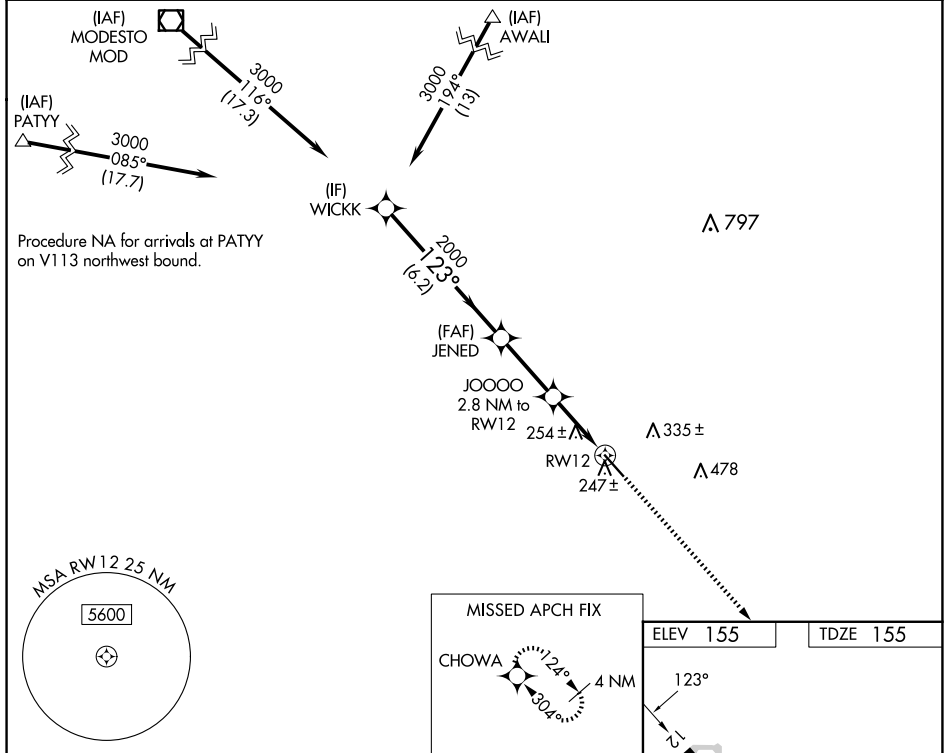 (IAF)
MODESTO
MOD
3000
116°
(17.3)
(IAF)
AWALI
3000
194°
(13)
(IAF)
PATYY
3000
085°
(17.7)
(IF)
WICKK
797
Procedure NA for arrivals at PATYY
on V113 northwest bound.
2000
123°
(6.2)
(FAF)
JENED
JOOOO
2.8 NM to
RW12
254 ±
335 ±
RW12
478
247 ±
MSA RW12 25 NM
5600
MISSED APCH FIX
CHOWA
124°
304°
4 NM
ELEV 155
TDZE 155
123°
12